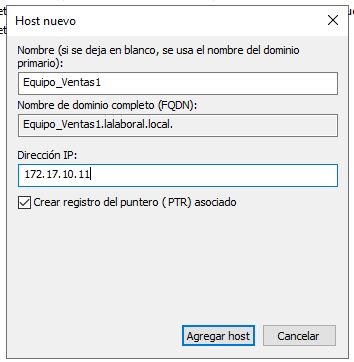 Host nuevo
Nombre (si se deja en blanco, se usa el nombre del dominio
primario):
Equipo_Ventas1
Nombre de dominio completo (FQDN):
Equipo_Ventas1.lalaboral.local.
Dirección IP:
172.17.10.11
Crear registro del puntero (PTR) asociado
Agregar host
Cancelar